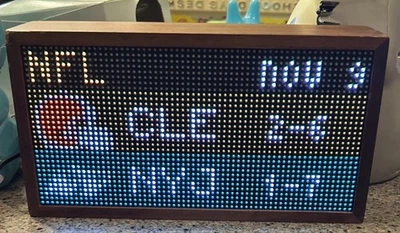 NFL NOV 9
CLE 2-6
NYJ 1-7